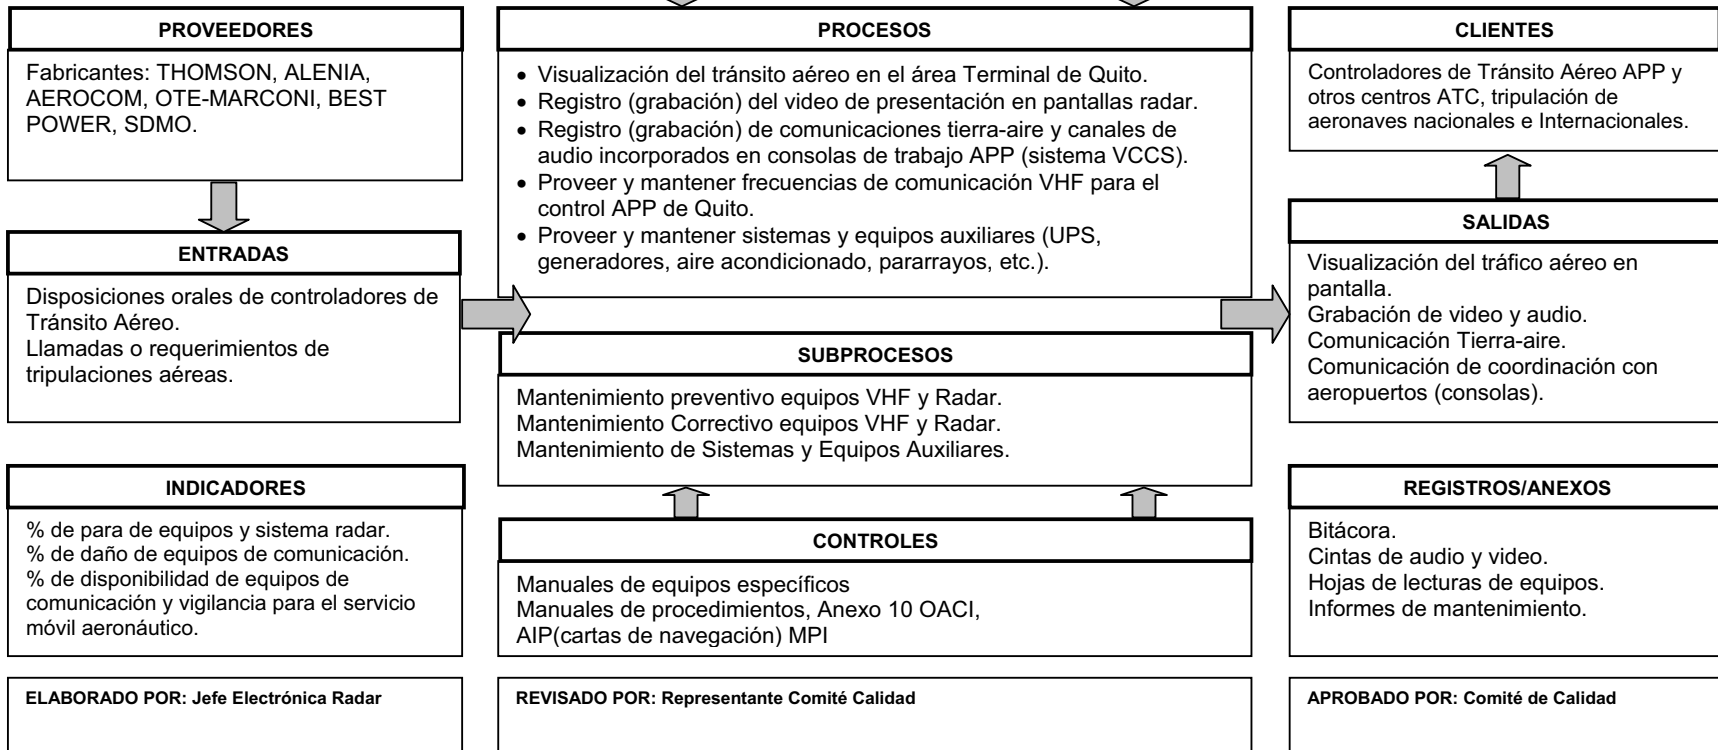 PROVEEDORES
Fabricantes: THOMSON, ALENIA,
AEROCOM, OTE-MARCONI, BEST
POWER, SDMO.
ENTRADAS
Disposiciones orales de controladores de
Tránsito Aéreo.
Llamadas o requerimientos de
tripulaciones aéreas.
INDICADORES
% de para de equipos y sistema radar.
% de daño de equipos de comunicación.
% de disponibilidad de equipos de
comunicación y vigilancia para el servicio
móvil aeronáutico.
PROCESOS
• Visualización del tránsito aéreo en el área Terminal de Quito.
• Registro (grabación) del video de presentación en pantallas radar.
• Registro (grabación) de comunicaciones tierra-aire y canales de
audio incorporados en consolas de trabajo APP (sistema VCCS).
• Proveer y mantener frecuencias de comunicación VHF para el
control APP de Quito.
• Proveer y mantener sistemas y equipos auxiliares (UPS,
generadores, aire acondicionado, pararrayos, etc.).
SUBPROCESOS
Mantenimiento preventivo equipos VHF y Radar.
Mantenimiento Correctivo equipos VHF y Radar.
Mantenimiento de Sistemas y Equipos Auxiliares.
CONTROLES
Manuales de equipos específicos
Manuales de procedimientos, Anexo 10 OACI,
AIP(cartas de navegación) MPI
CLIENTES
Controladores de Tránsito Aéreo APP y
otros centros ATC, tripulación de
aeronaves nacionales e Internacionales.
SALIDAS
Visualización del tráfico aéreo en
pantalla.
Grabación de video y audio.
Comunicación Tierra-aire.
Comunicación de coordinación con
aeropuertos (consolas).
REGISTROS/ANEXOS
Bitácora.
Cintas de audio y video.
Hojas de lecturas de equipos.
Informes de mantenimiento.
ELABORADO POR: Jefe Electrónica Radar
REVISADO POR: Representante Comité Calidad
APROBADO POR: Comité de Calidad